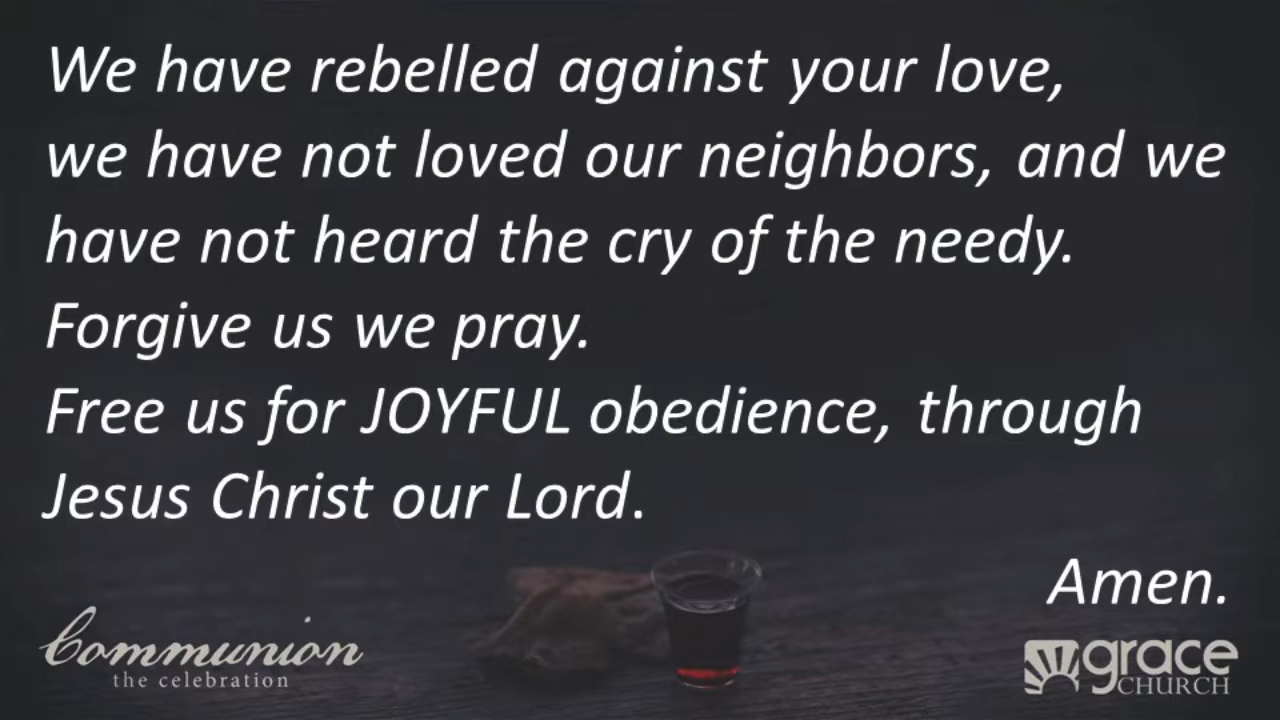 We have rebelled against your love,
we have not loved our neighbors, and we
have not heard the cry of the needy.
Forgive us we pray.
Free us for JOYFUL obedience, through
Jesus Christ our Lord.
Amen.
Communion
the celebration
grace
CHURCH